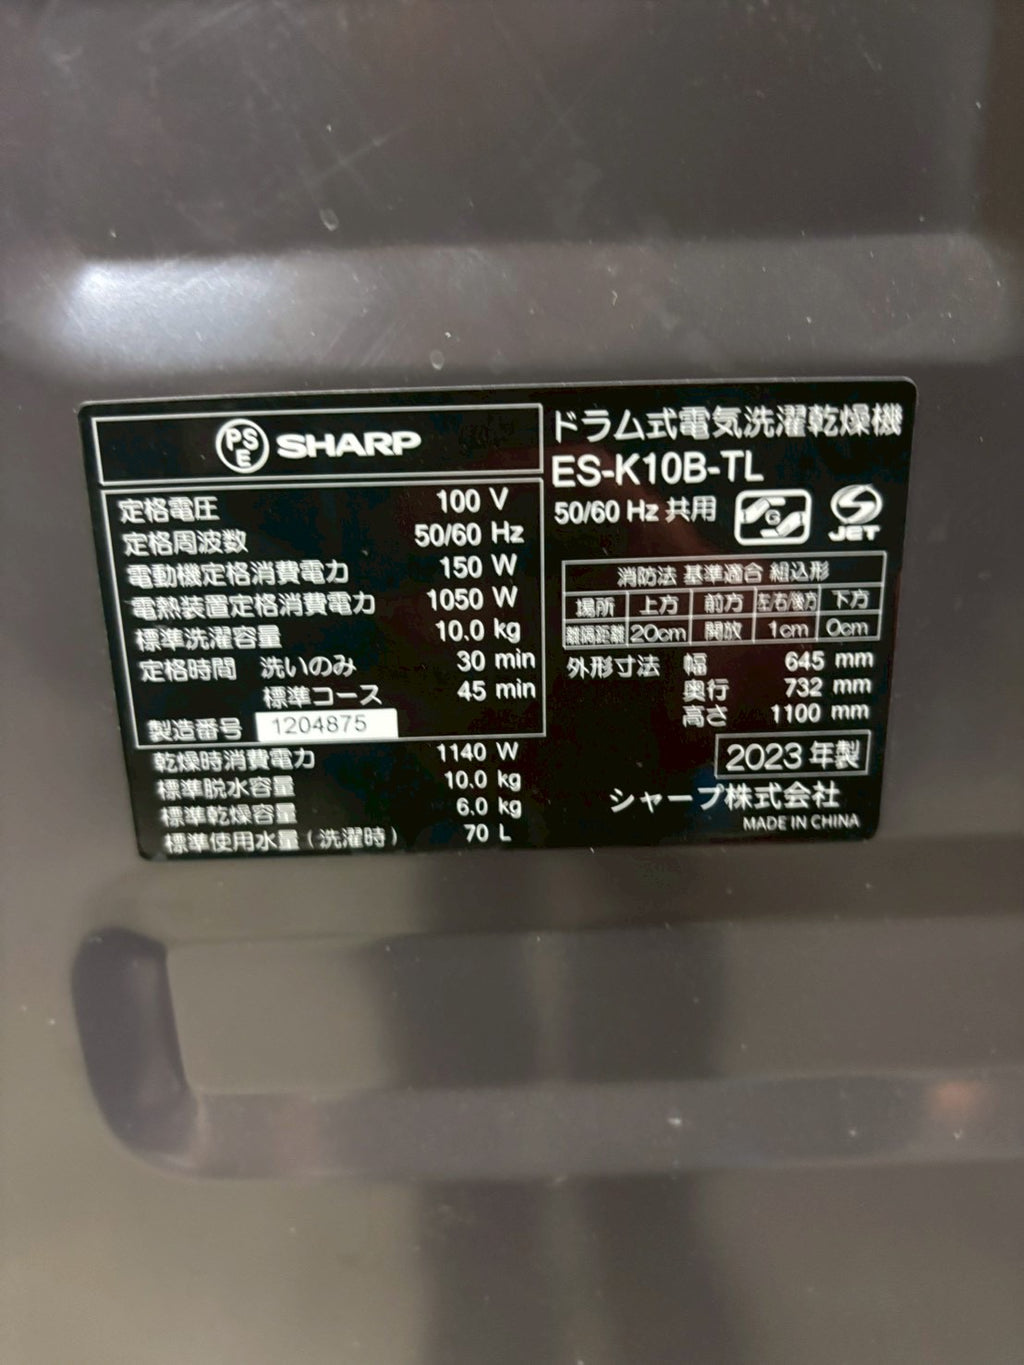 PS
E
SHARP
定格電圧 100 V
定格周波数 50/60 Hz
電動機定格消費電力 150 W
電熱装置定格消費電力 1050 W
標準洗濯容量 10.0 kg
定格時間 洗いのみ 30 min
標準コース 45 min
製造番号 1204875
乾燥時消費電力 1140 W
標準脱水容量 10.0 kg
標準乾燥容量 6.0 kg
標準使用水量(洗濯時) 70 L
ドラム式電気洗濯乾燥機
ES-K10B-TL
50/60 Hz 共用
G
S
JET
消防法 基準適合 組込形
場所 上方 前方 左右後方 下方
離隔距離 20cm 開放 1cm 0cm
外形寸法 幅 645 mm
奥行 732 mm
高さ 1100 mm
2023 年製
シャープ株式会社
MADE IN CHINA